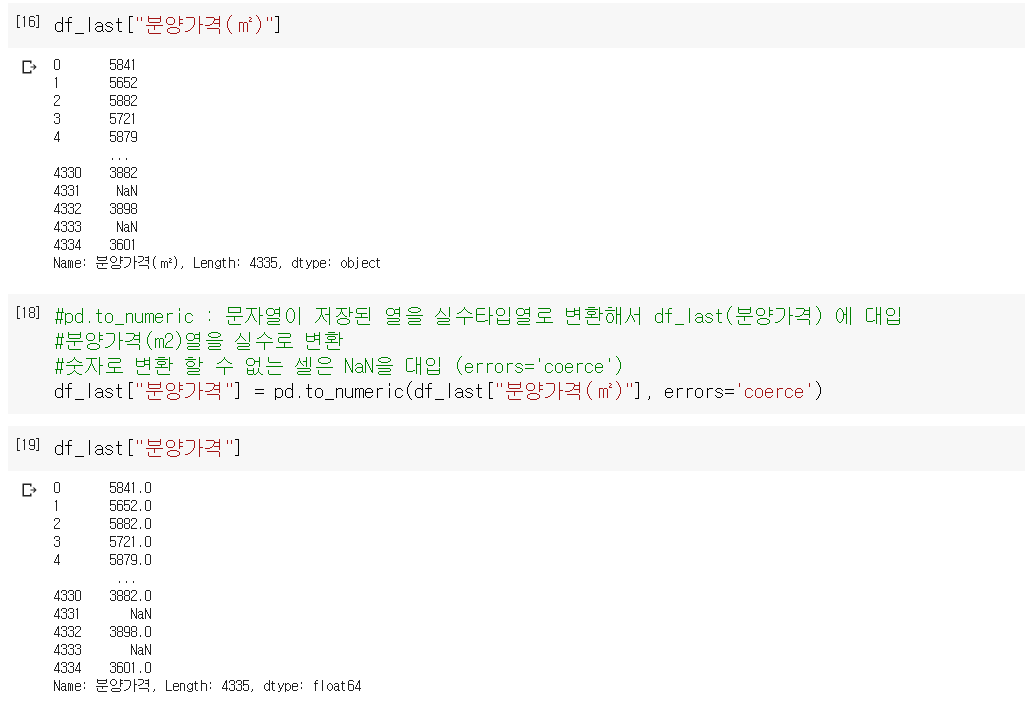 [16] df_last["분양가격(㎡)"]
0 5841
1 5652
2 5882
3 5721
4 5879
...
4330 3882
4331 NaN
4332 3898
4333 NaN
4334 3601
Name: 분양가격(㎡), Length: 4335, dtype: object
[18] #pd.to_numeric : 문자열이 저장된 열을 실수타입열로 변환해서 df_last(분양가격) 에 대입
#분양가격(m2)열을 실수로 변환
#숫자로 변환 할 수 없는 셀은 NaN을 대입 (errors='coerce')
df_last["분양가격"] = pd.to_numeric(df_last["분양가격(㎡)"], errors='coerce')
[19] df_last["분양가격"]
0 5841.0
1 5652.0
2 5882.0
3 5721.0
4 5879.0
...
4330 3882.0
4331 NaN
4332 3898.0
4333 NaN
4334 3601.0
Name: 분양가격, Length: 4335, dtype: float64